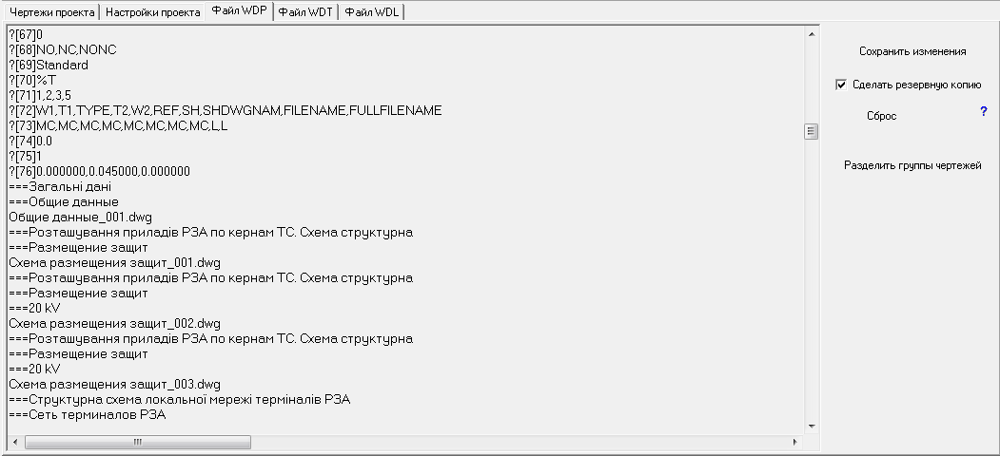 Чертежи проекта
Настройки проекта
Файл WDP
Файл WDT
Файл WDL
?[67]0
?[68]NO,NC,NONC
?[69]Standard
?[70]%T
?[71]1,2,3,5
?[72]W1,T1,TYPE,T2,W2,REF,SH,SHDWGNAM,FILENAME,FULLFILENAME
?[73]MC,MC,MC,MC,MC,MC,MC,MC,L,L
?[74]0.0
?[75]1
?[76]0.000000,0.045000,0.000000
===Загальні дані
===Общие данные
Общие данные_001.dwg
===Розташування приладів РЗА по кернам ТС. Схема структурна
===Размещение защит
Схема размещения защит_001.dwg
===Розташування приладів РЗА по кернам ТС. Схема структурна
===Размещение защит
===20 kV
Схема размещения защит_002.dwg
===Розташування приладів РЗА по кернам ТС. Схема структурна
===Размещение защит
===20 kV
Схема размещения защит_003.dwg
===Структурна схема локальної мережі терміналів РЗА
===Сеть терминалов РЗА
Сохранить изменения
Сделать резервную копию
Сброс
?
Разделить группы чертежей